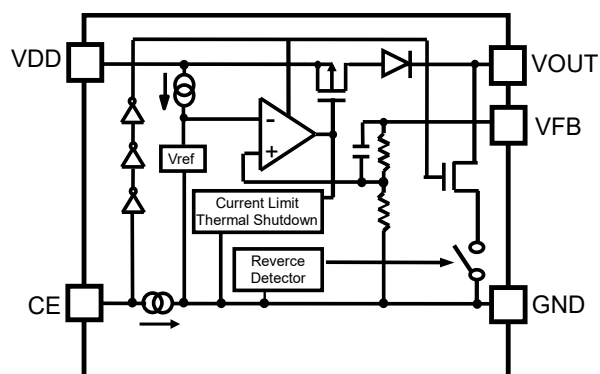 VDD
VOUT
VFB
-
+
Vref
Current Limit
Thermal Shutdown
Reverce
Detector
CE
GND